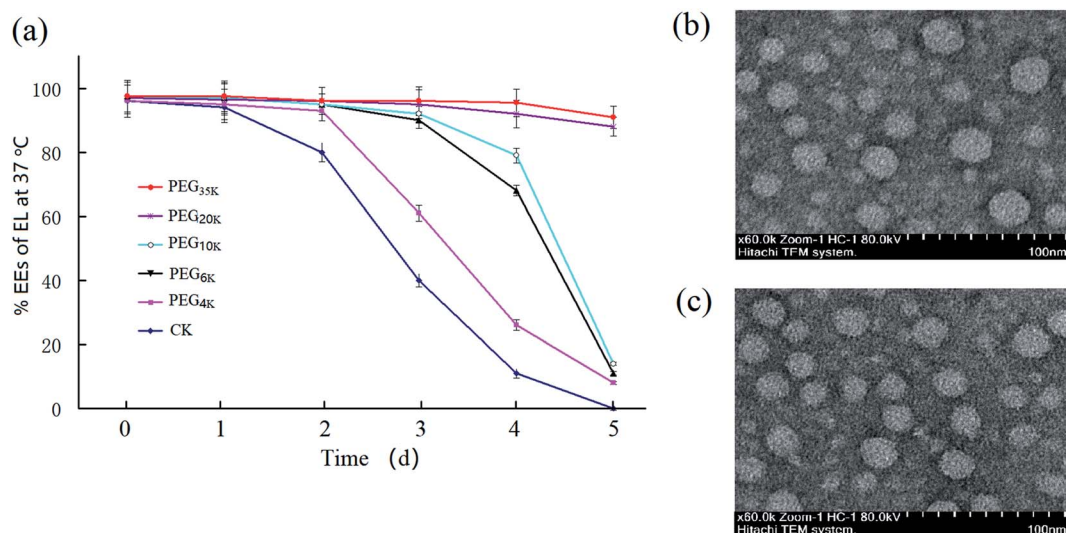 (a)
% EEs of EL at 37 ºC
100
80
60
40
20
0
PEG35K
PEG20K
PEG10K
PEG6K
PEG4K
CK
0 1 2 3 4 5
Time (d)
(b)
x60.0k Zoom-1 HC-1 80.0kV
Hitachi TEM system. 100nm
(c)
x60.0k Zoom-1 HC-1 80.0kV
Hitachi TEM system. 100nm